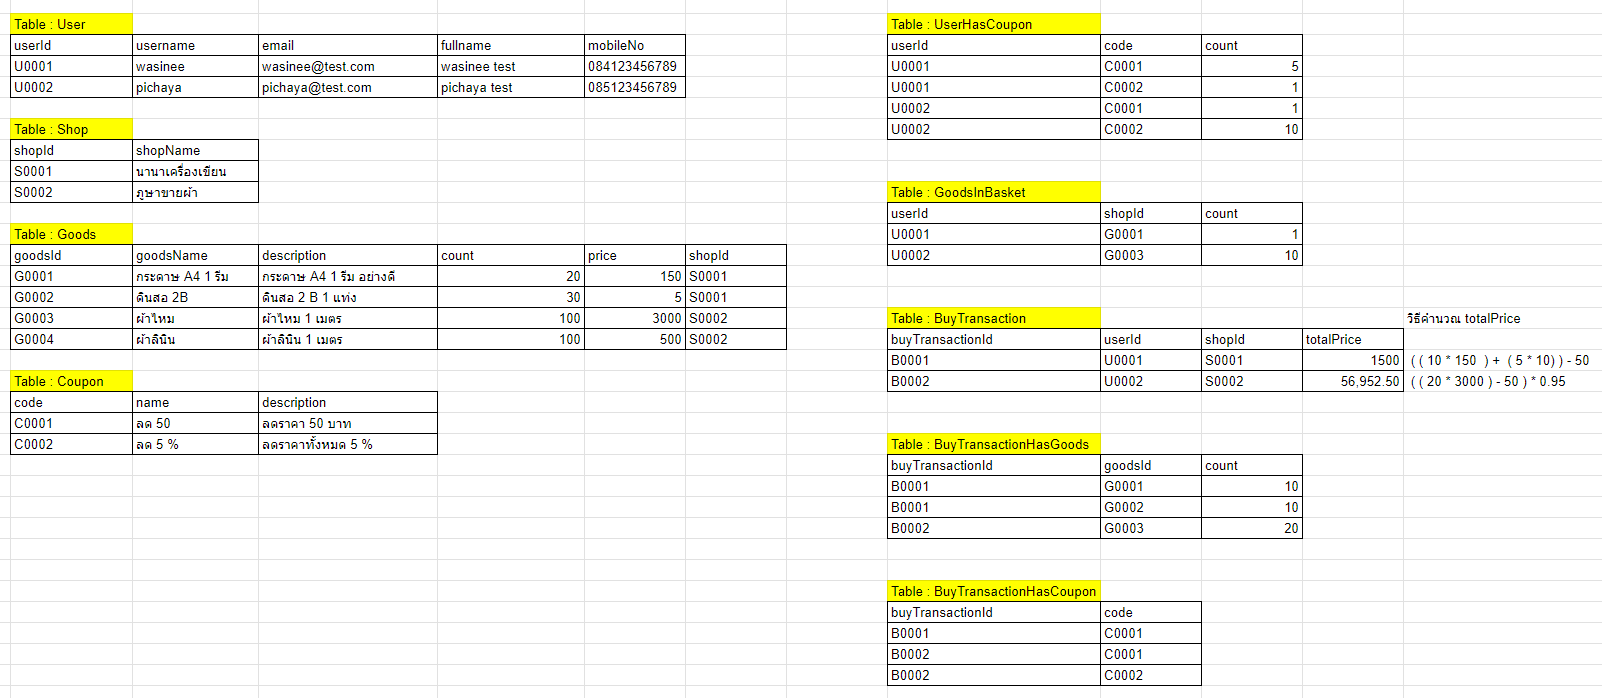 Table : User
userId username email fullname mobileNo
U0001 wasinee wasinee@test.com wasinee test 084123456789
U0002 pichaya pichaya@test.com pichaya test 085123456789
Table : Shop
shopId shopName
S0001 นานาเครื่องเขียน
S0002 ภูษาขายผ้า
Table : Goods
goodsId goodsName description count price shopId
G0001 กระดาษ A4 1 รีม กระดาษ A4 1 รีม อย่างดี 20 150 S0001
G0002 ดินสอ 2B ดินสอ 2 B 1 แท่ง 30 5 S0001
G0003 ผ้าไหม ผ้าไหม 1 เมตร 100 3000 S0002
G0004 ผ้าลินิน ผ้าลินิน 1 เมตร 100 500 S0002
Table : Coupon
code name description
C0001 ลด 50 ลดราคา 50 บาท
C0002 ลด 5 % ลดราคาทั้งหมด 5 %
Table : UserHasCoupon
userId code count
U0001 C0001 5
U0001 C0002 1
U0002 C0001 1
U0002 C0002 10
Table : GoodsInBasket
userId shopId count
U0001 G0001 1
U0002 G0003 10
Table : BuyTransaction วิธีคำนวณ totalPrice
buyTransactionId userId shopId totalPrice
B0001 U0001 S0001 1500 ( ( 10 * 150 ) + ( 5 * 10) ) - 50
B0002 U0002 S0002 56,952.50 ( ( 20 * 3000 ) - 50 ) * 0.95
Table : BuyTransactionHasGoods
buyTransactionId goodsId count
B0001 G0001 10
B0001 G0002 10
B0002 G0003 20
Table : BuyTransactionHasCoupon
buyTransactionId code
B0001 C0001
B0002 C0001
B0002 C0002